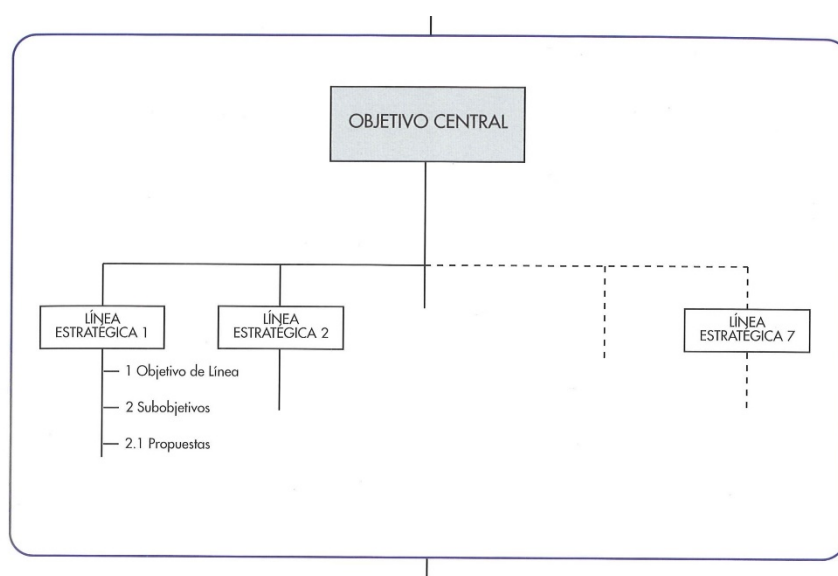 OBJETIVO CENTRAL
LÍNEA
ESTRATÉGICA 1
LÍNEA
ESTRATÉGICA 2
LÍNEA
ESTRATÉGICA 7
1 Objetivo de Línea
2 Subobjetivos
2.1 Propuestas